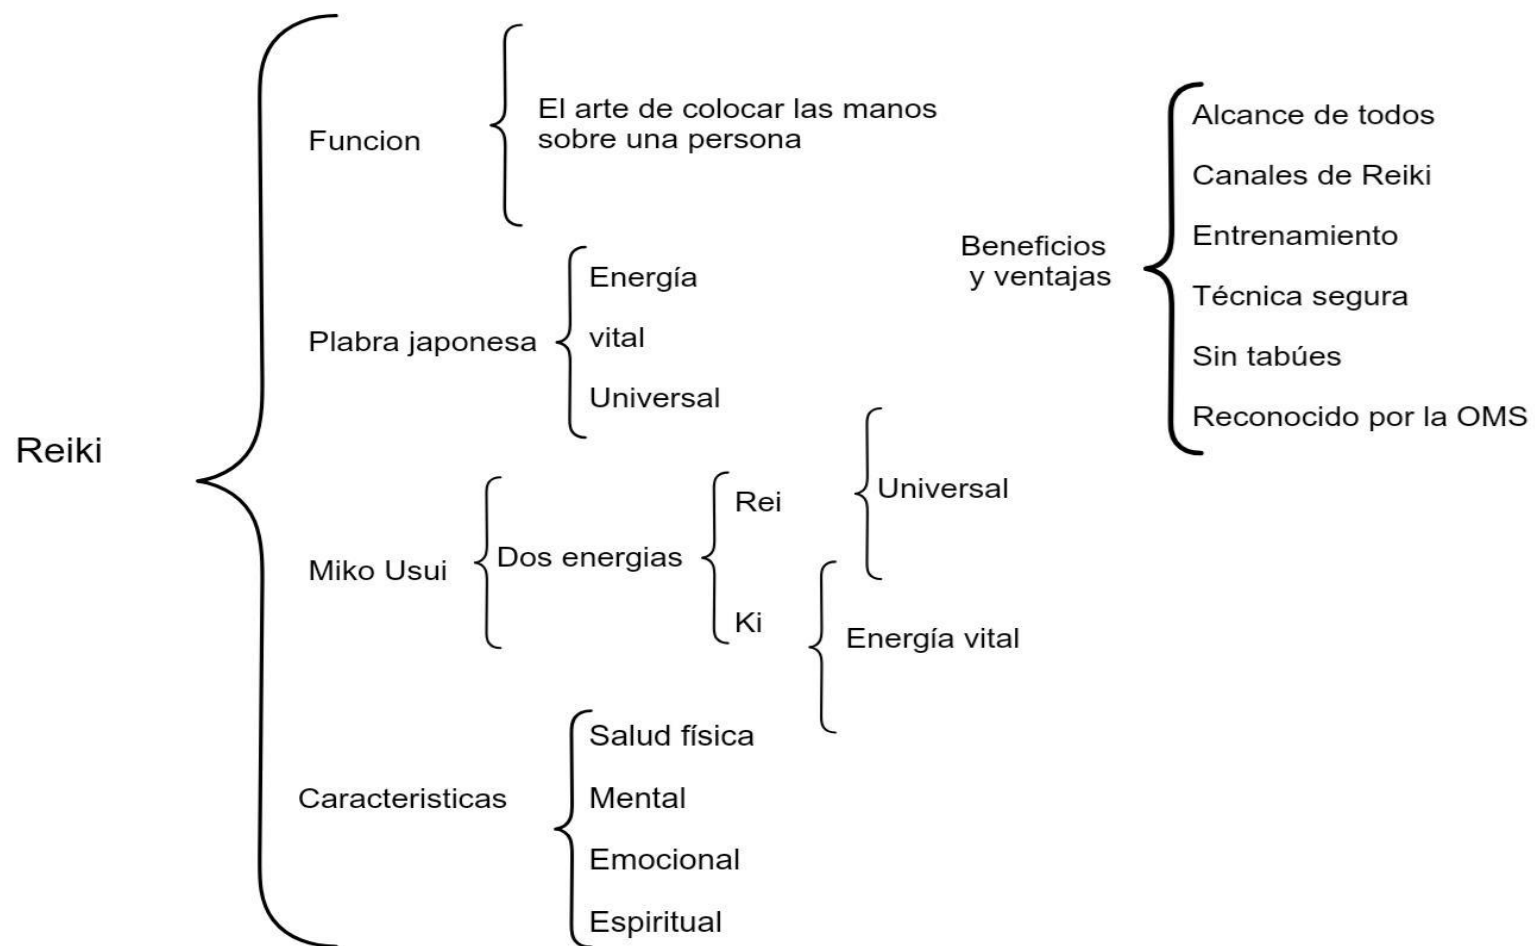 Reiki
Funcion
El arte de colocar las manos
sobre una persona
Plabra japonesa
Energía
vital
Universal
Miko Usui
Dos energias
Rei
Universal
Ki
Energía vital
Caracteristicas
Salud física
Mental
Emocional
Espiritual
Beneficios
y ventajas
Alcance de todos
Canales de Reiki
Entrenamiento
Técnica segura
Sin tabúes
Reconocido por la OMS